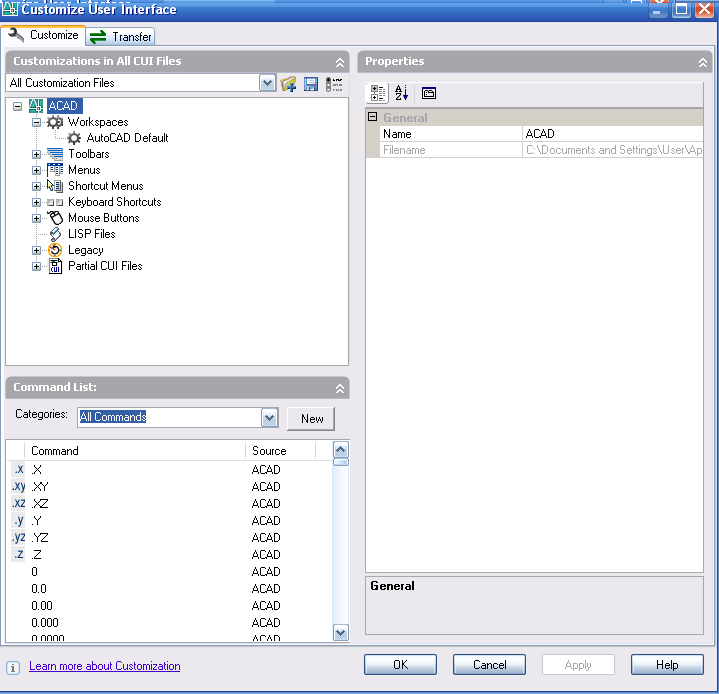 Customize User Interface
Customize
Transfer
Customizations in All CUI Files
All Customization Files
ACAD
Workspaces
AutoCAD Default
Toolbars
Menus
Shortcut Menus
Keyboard Shortcuts
Mouse Buttons
LISP Files
Legacy
Partial CUI Files
Command List:
Categories: All Commands New
Command Source
.X .X ACAD
.XY .XY ACAD
.XZ .XZ ACAD
.y .Y ACAD
.yz .YZ ACAD
.z .Z ACAD
0 ACAD
0.0 ACAD
0.00 ACAD
0.000 ACAD
0.0000 ACAD
Properties
General
Name ACAD
Filename C:\Documents and Settings\User\Ap
General
Learn more about Customization
OK Cancel Apply Help